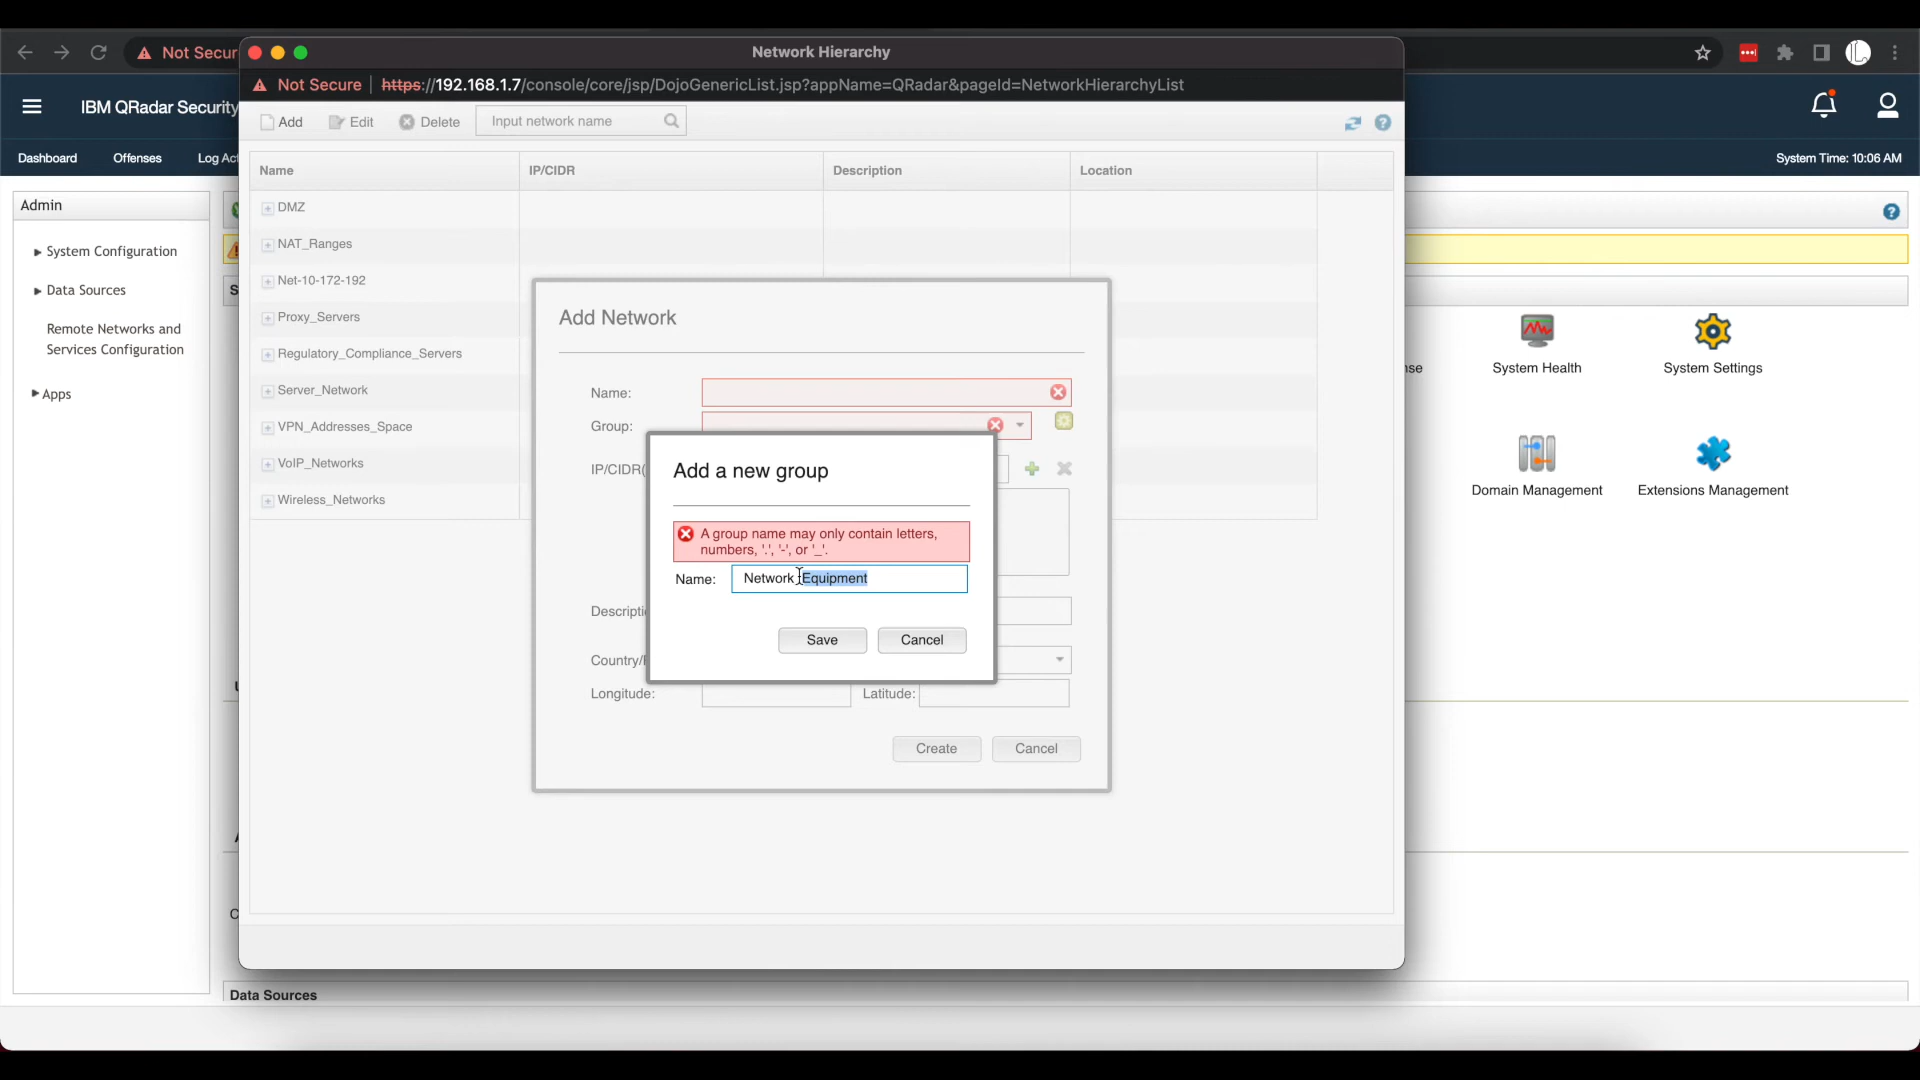 Network Hierarchy
Not Secur
Not Secure | https://192.168.1.7/console/core/jsp/DojoGenericList.jsp?appName=QRadar&pageId=NetworkHierarchyList
IBM QRadar Security
Add Edit Delete Input network name
Dashboard Offenses Log Act
System Time: 10:06 AM
Name IP/CIDR Description Location
Admin
System Configuration
Data Sources
Remote Networks and
Services Configuration
Apps
DMZ
NAT_Ranges
Net-10-172-192
Proxy_Servers
Regulatory_Compliance_Servers
Server_Network
VPN_Addresses_Space
VoIP_Networks
Wireless_Networks
Add Network
Name:
Group:
IP/CIDR(
Descripti
Country/
Longitude: Latitude:
Create Cancel
Add a new group
A group name may only contain letters,
numbers, '.', '-', or '_'.
Name: Network Equipment
Save Cancel
nse
System Health
System Settings
Domain Management
Extensions Management
Data Sources